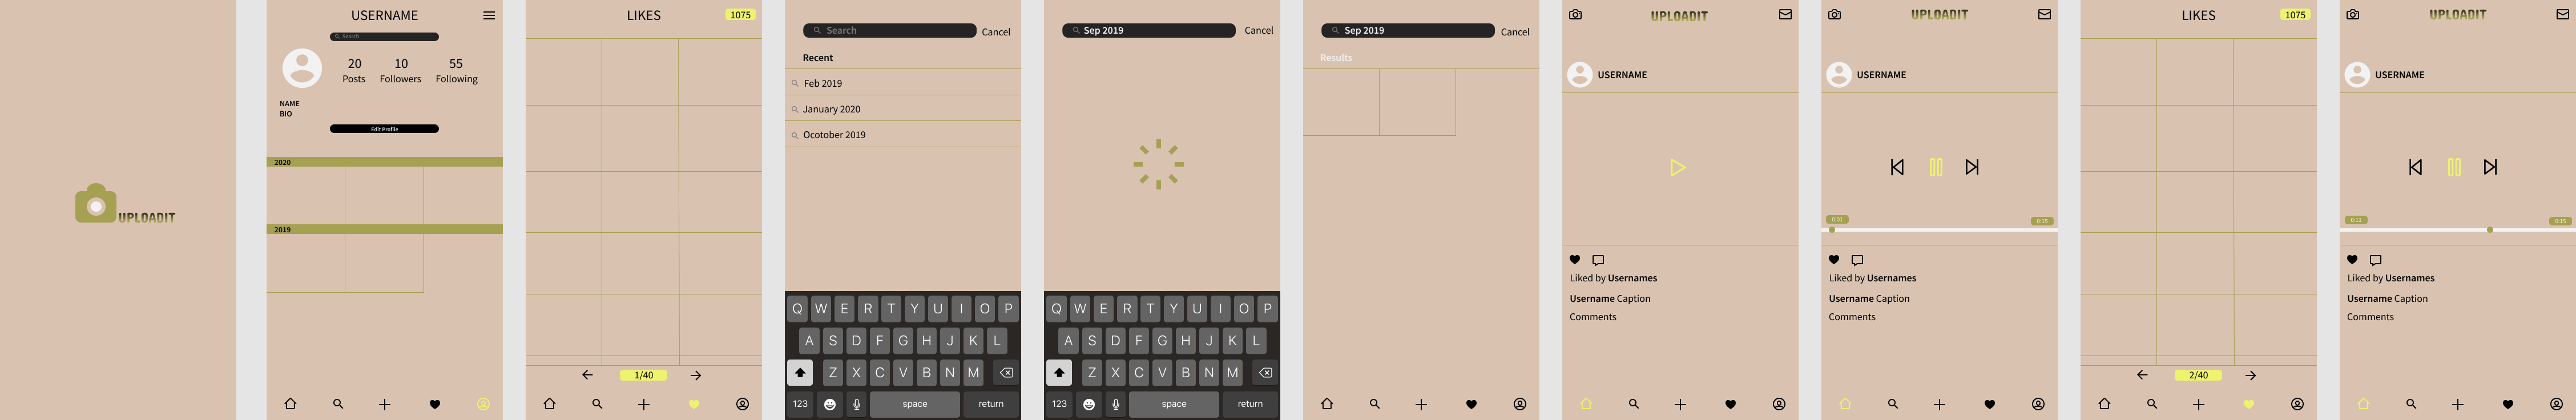 UPLOADIT
USERNAME
Search
20 10 55
Posts Followers Following
NAME
BIO
Edit Profile
2020
2019
LIKES 1075
1/40
Search Cancel
Recent
Feb 2019
January 2020
Ocotober 2019
Q W E R T Y U I O P
A S D F G H J K L
Z X C V B N M
123 space return
Sep 2019 Cancel
Q W E R T Y U I O P
A S D F G H J K L
Z X C V B N M
123 space return
Sep 2019 Cancel
Results
UPLOADIT
USERNAME
Liked by Usernames
Username Caption
Comments
UPLOADIT
USERNAME
0:01 0:15
Liked by Usernames
Username Caption
Comments
LIKES 1075
2/40
UPLOADIT
USERNAME
0:11 0:15
Liked by Usernames
Username Caption
Comments